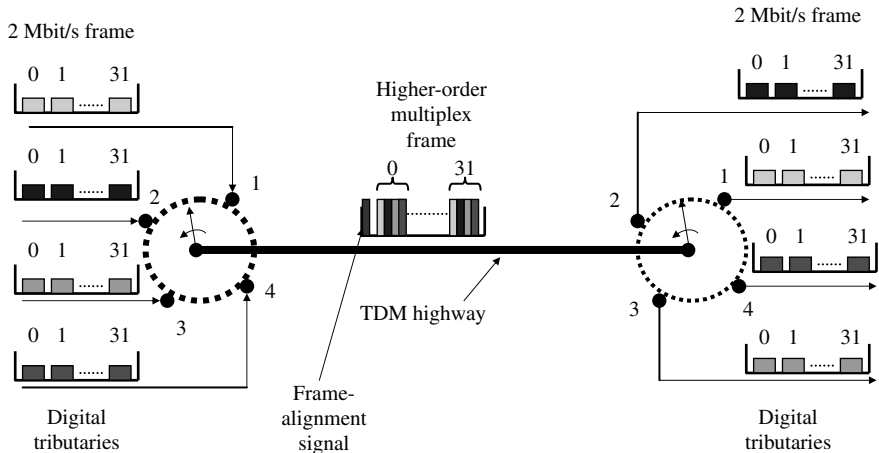 2 Mbit/s frame
0 1 31
......
0 1 31
......
2
1
0 1 31
......
3
4
0 1 31
......
Digital
tributaries
Higher-order
multiplex
frame
0 31
..........
TDM highway
Frame-
alignment
signal
2 Mbit/s frame
0 1 31
......
0 1 31
......
1
2
0 1 31
......
3
4
0 1 31
......
Digital
tributaries